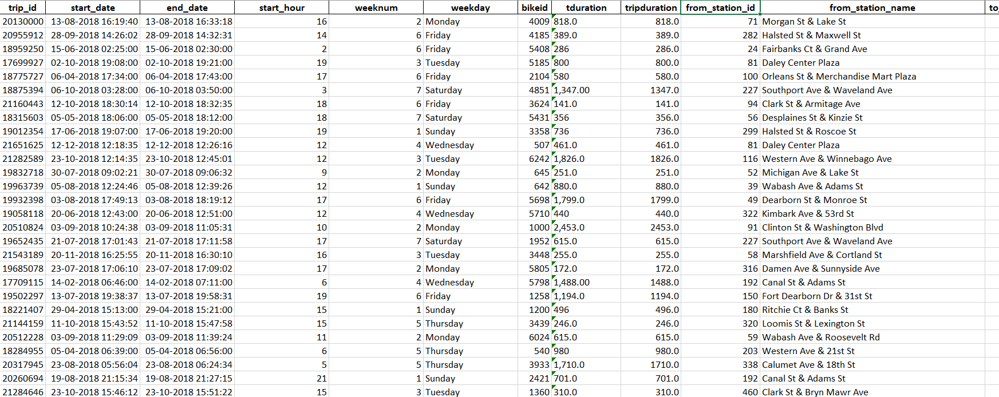 trip_id start_date end_date start_hour weeknum weekday bikeid tduration tripduration from_station_id from_station_name to_
20130000 13-08-2018 16:19:40 13-08-2018 16:33:18 16 2 Monday 4009 818.0 818.0 71 Morgan St & Lake St
20955912 28-09-2018 14:26:02 28-09-2018 14:32:31 14 6 Friday 4185 389.0 389.0 282 Halsted St & Maxwell St
18959250 15-06-2018 02:25:00 15-06-2018 02:30:00 2 6 Friday 5408 286 286.0 24 Fairbanks Ct & Grand Ave
17699927 02-10-2018 19:08:00 02-10-2018 19:21:00 19 3 Tuesday 5185 800 800.0 81 Daley Center Plaza
18775727 06-04-2018 17:34:00 06-04-2018 17:43:00 17 6 Friday 2104 580 580.0 100 Orleans St & Merchandise Mart Plaza
18875394 06-10-2018 03:28:00 06-10-2018 03:50:00 3 7 Saturday 4851 1,347.00 1347.0 227 Southport Ave & Waveland Ave
21160443 12-10-2018 18:30:14 12-10-2018 18:32:35 18 6 Friday 3624 141.0 141.0 94 Clark St & Armitage Ave
18315603 05-05-2018 18:06:00 05-05-2018 18:12:00 18 7 Saturday 5431 356 356.0 56 Desplaines St & Kinzie St
19012354 17-06-2018 19:07:00 17-06-2018 19:20:00 19 1 Sunday 3358 736 736.0 299 Halsted St & Roscoe St
21651625 12-12-2018 12:18:35 12-12-2018 12:26:16 12 4 Wednesday 507 461.0 461.0 81 Daley Center Plaza
21282589 23-10-2018 12:14:35 23-10-2018 12:45:01 12 3 Tuesday 6242 1,826.0 1826.0 116 Western Ave & Winnebago Ave
19832718 30-07-2018 09:02:21 30-07-2018 09:06:32 9 2 Monday 645 251.0 251.0 52 Michigan Ave & Lake St
19963739 05-08-2018 12:24:46 05-08-2018 12:39:26 12 1 Sunday 642 880.0 880.0 39 Wabash Ave & Adams St
19932398 03-08-2018 17:49:13 03-08-2018 18:19:12 17 6 Friday 5698 1,799.0 1799.0 49 Dearborn St & Monroe St
19058118 20-06-2018 12:43:00 20-06-2018 12:51:00 12 4 Wednesday 5710 440 440.0 322 Kimbark Ave & 53rd St
20510824 03-09-2018 10:24:38 03-09-2018 11:05:31 10 2 Monday 1000 2,453.0 2453.0 91 Clinton St & Washington Blvd
19652435 21-07-2018 17:01:43 21-07-2018 17:11:58 17 7 Saturday 1952 615.0 615.0 227 Southport Ave & Waveland Ave
21543189 20-11-2018 16:25:55 20-11-2018 16:30:10 16 3 Tuesday 3448 255.0 255.0 58 Marshfield Ave & Cortland St
19685078 23-07-2018 17:06:10 23-07-2018 17:09:02 17 2 Monday 5805 172.0 172.0 316 Damen Ave & Sunnyside Ave
17709115 14-02-2018 06:46:00 14-02-2018 07:11:00 6 4 Wednesday 5798 1,488.00 1488.0 192 Canal St & Adams St
19502297 13-07-2018 19:38:37 13-07-2018 19:58:31 19 6 Friday 1258 1,194.0 1194.0 150 Fort Dearborn Dr & 31st St
18221407 29-04-2018 15:13:00 29-04-2018 15:21:00 15 1 Sunday 1200 496 496.0 180 Ritchie Ct & Banks St
21144159 11-10-2018 15:43:52 11-10-2018 15:47:58 15 5 Thursday 3439 246.0 246.0 320 Loomis St & Lexington St
20512228 03-09-2018 11:29:09 03-09-2018 11:39:24 11 2 Monday 6024 615.0 615.0 59 Wabash Ave & Roosevelt Rd
18284955 05-04-2018 06:39:00 05-04-2018 06:56:00 6 5 Thursday 540 980 980.0 203 Western Ave & 21st St
20317945 23-08-2018 05:56:04 23-08-2018 06:24:34 5 5 Thursday 3933 1,710.0 1710.0 338 Calumet Ave & 18th St
20260694 19-08-2018 21:15:34 19-08-2018 21:27:15 21 1 Sunday 2421 701.0 701.0 192 Canal St & Adams St
21284646 23-10-2018 15:46:12 23-10-2018 15:51:22 15 3 Tuesday 1360 310.0 310.0 460 Clark St & Bryn Mawr Ave